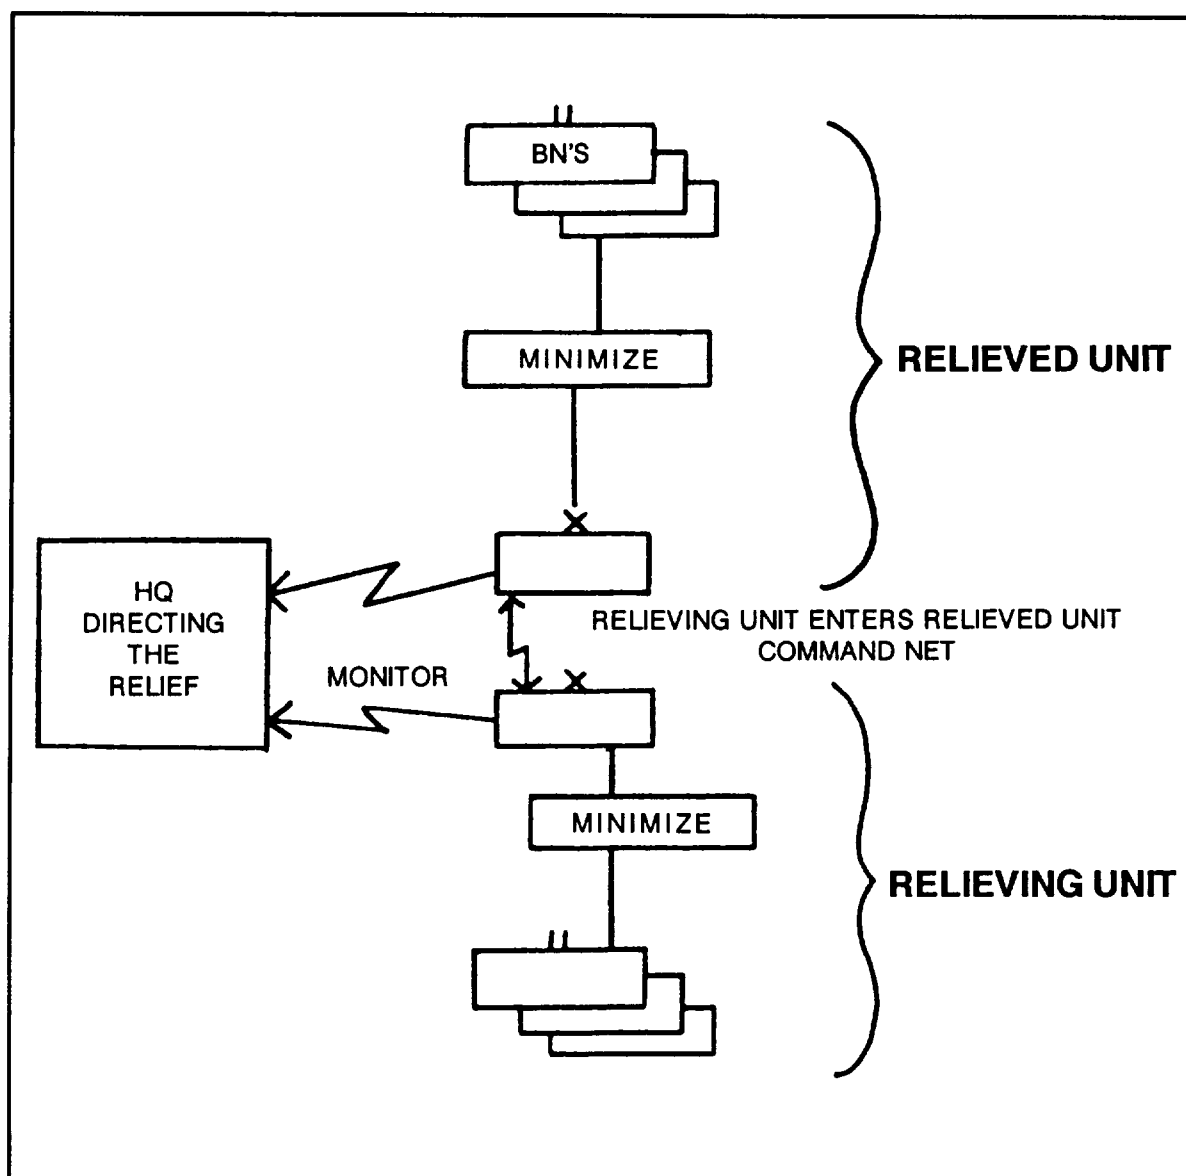 BN'S
MINIMIZE
RELIEVED UNIT
HQ
DIRECTING
THE
RELIEF
RELIEVING UNIT ENTERS RELIEVED UNIT
COMMAND NET
MONITOR
MINIMIZE
RELIEVING UNIT